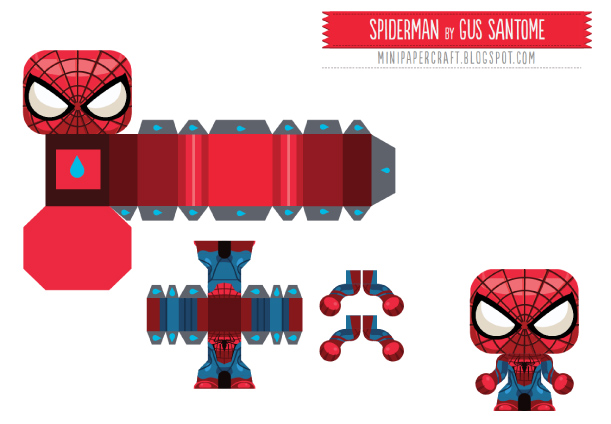 SPIDERMAN BY GUS SANTOME
MINIPAPERCRAFT.BLOGSPOT.COM